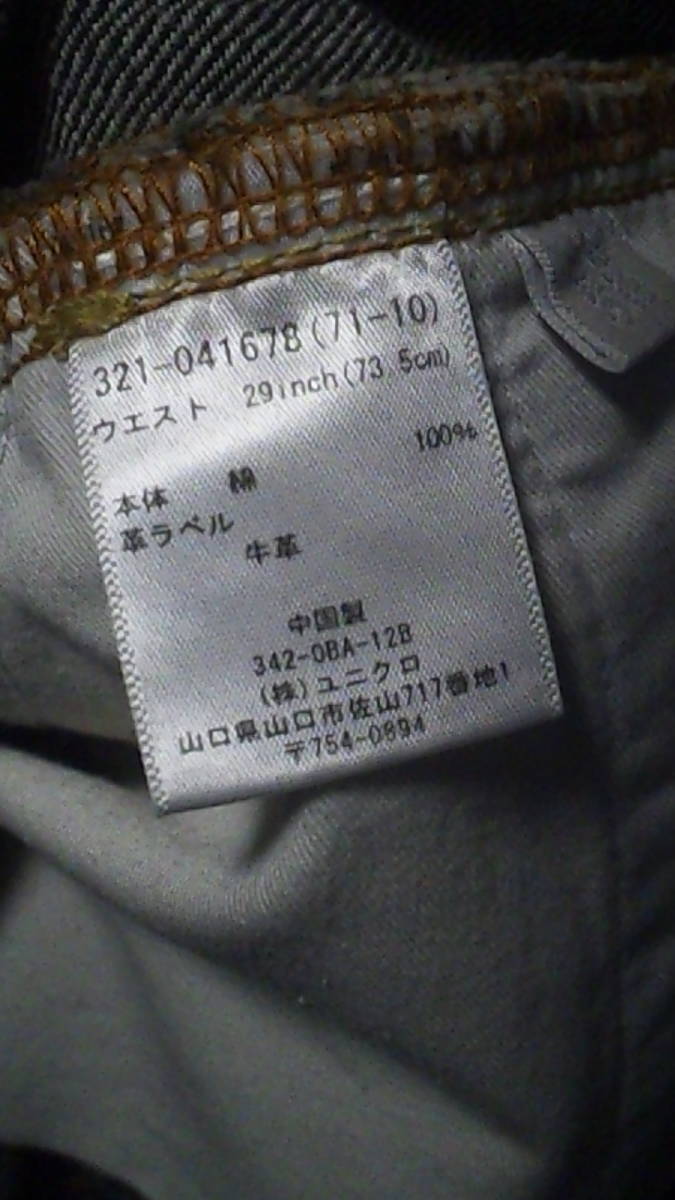 321-041678(71-10)
ウエスト 29inch(73 5cm)
100%
本体 綿
革ラベル
牛革
中国製
342-0BA-12B
(株)ユニクロ
山口県山口市佐山717番地1
〒754-0894